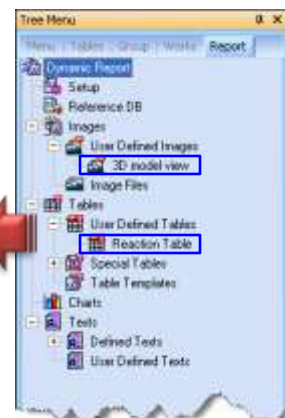 Tree Menu
Menu Tables Group Works Report
Dynamic Report
Setup
Reference DB
Images
User Defined Images
3D model view
Image Files
Tables
User Defined Tables
Reaction Table
Special Tables
Table Templates
Charts
Texts
Defined Texts
User Defined Texts